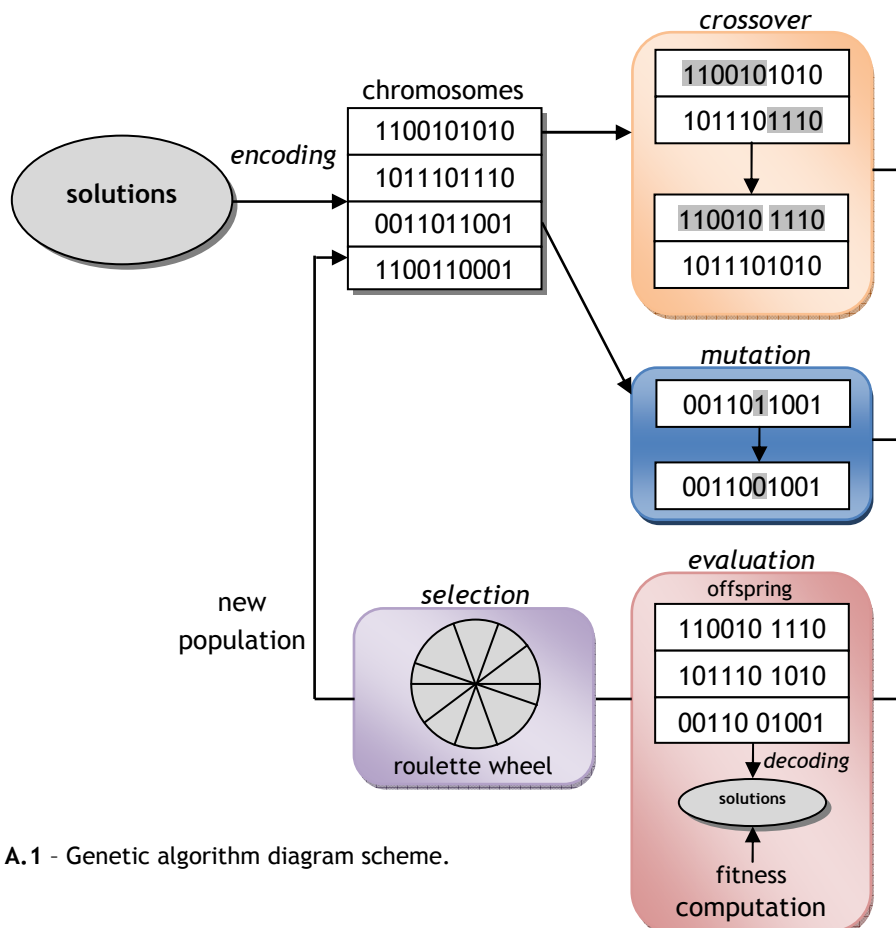 crossover
1100101010
1011101110
110010 1110
1011101010
chromosomes
1100101010
1011101110
0011011001
1100110001
encoding
solutions
mutation
0011011001
0011001001
evaluation
offspring
110010 1110
101110 1010
00110 01001
decoding
solutions
fitness
computation
selection
roulette wheel
new
population
A.1 – Genetic algorithm diagram scheme.